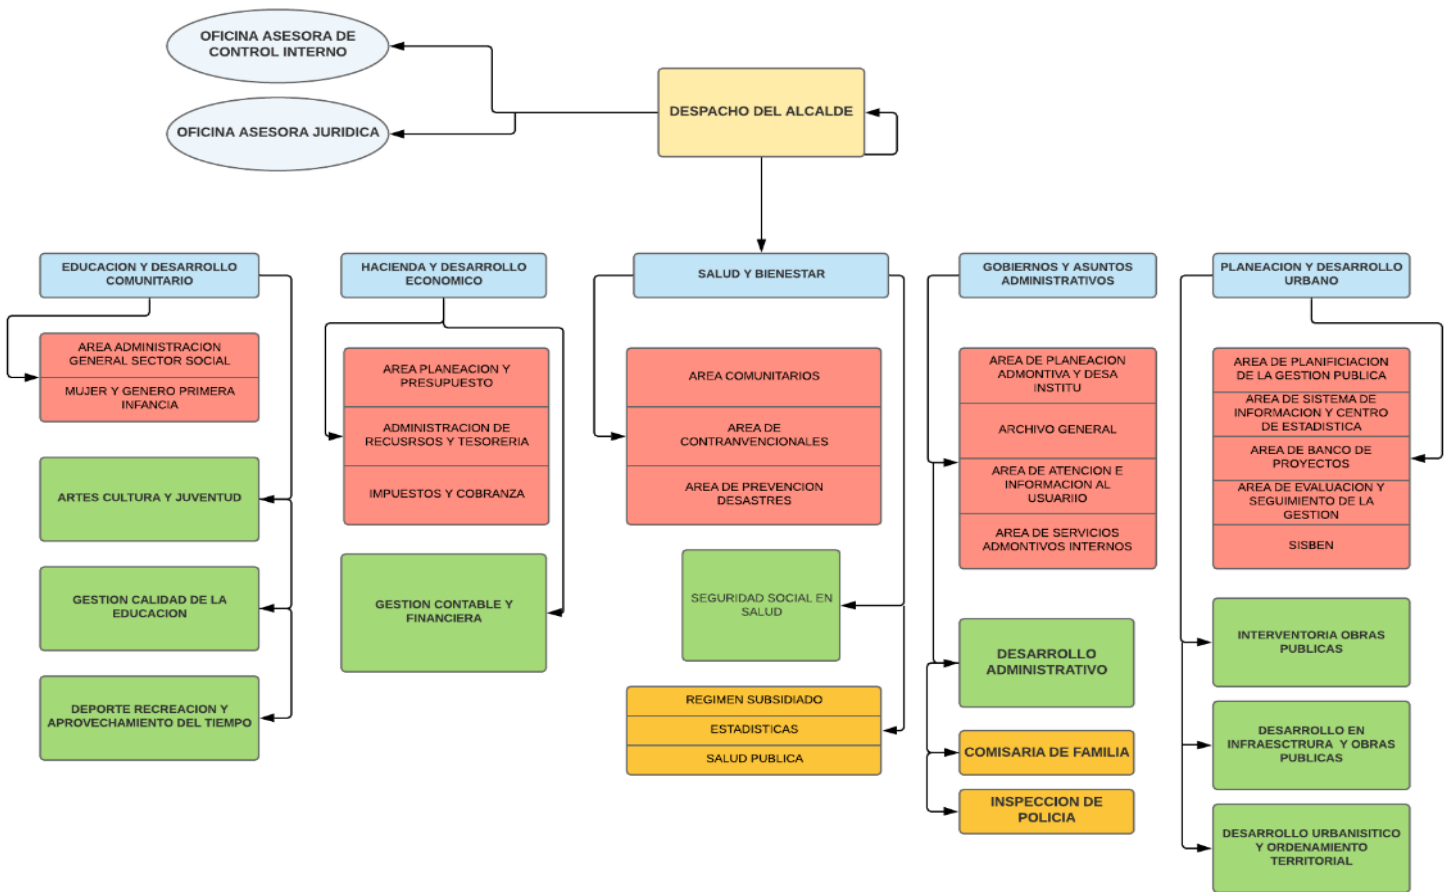 OFICINA ASESORA DE
CONTROL INTERNO
DESPACHO DEL ALCALDE
OFICINA ASESORA JURIDICA
EDUCACION Y DESARROLLO
COMUNITARIO
HACIENDA Y DESARROLLO
ECONOMICO
SALUD Y BIENESTAR
GOBIERNOS Y ASUNTOS
ADMINISTRATIVOS
PLANEACION Y DESARROLLO
URBANO
AREA ADMINISTRACION
GENERAL SECTOR SOCIAL
MUJER Y GENERO PRIMERA
INFANCIA
ARTES CULTURA Y JUVENTUD
GESTION CALIDAD DE LA
EDUCACION
DEPORTE RECREACION Y
APROVECHAMIENTO DEL TIEMPO
AREA PLANEACION Y
PRESUPUESTO
ADMINISTRACION DE
RECUSRSOS Y TESORERIA
IMPUESTOS Y COBRANZA
GESTION CONTABLE Y
FINANCIERA
AREA COMUNITARIOS
AREA DE
CONTRANVENCIONALES
AREA DE PREVENCION
DESASTRES
SEGURIDAD SOCIAL EN
SALUD
REGIMEN SUBSIDIADO
ESTADISTICAS
SALUD PUBLICA
AREA DE PLANEACION
ADMONTIVA Y DESA
INSTITU
ARCHIVO GENERAL
AREA DE ATENCION E
INFORMACION AL
USUARIIO
AREA DE SERVICIOS
ADMONTIVOS INTERNOS
DESARROLLO
ADMINISTRATIVO
COMISARIA DE FAMILIA
INSPECCION DE
POLICIA
AREA DE PLANIFICIACION
DE LA GESTION PUBLICA
AREA DE SISTEMA DE
INFORMACION Y CENTRO
DE ESTADISTICA
AREA DE BANCO DE
PROYECTOS
AREA DE EVALUACION Y
SEGUIMIENTO DE LA
GESTION
SISBEN
INTERVENTORIA OBRAS
PUBLICAS
DESARROLLO EN
INFRAESCTRURA Y OBRAS
PUBLICAS
DESARROLLO URBANISITICO
Y ORDENAMIENTO
TERRITORIAL